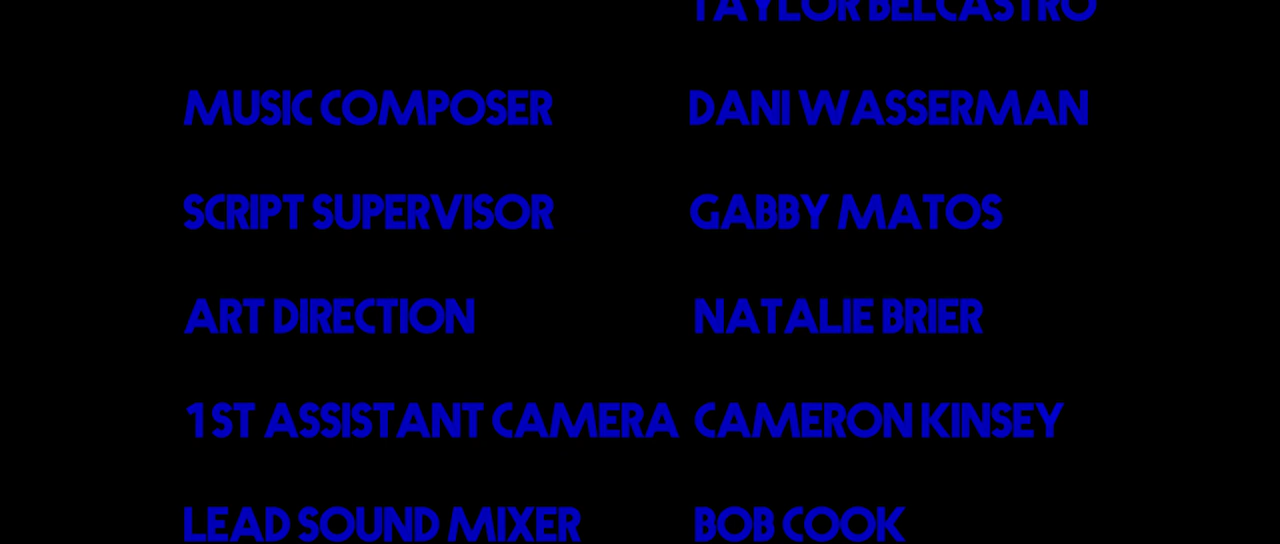 TAYLOR BELCASTRO
MUSIC COMPOSER DANI WASSERMAN
SCRIPT SUPERVISOR GABBY MATOS
ART DIRECTION NATALIE BRIER
1ST ASSISTANT CAMERA CAMERON KINSEY
LEAD SOUND MIXER BOB COOK